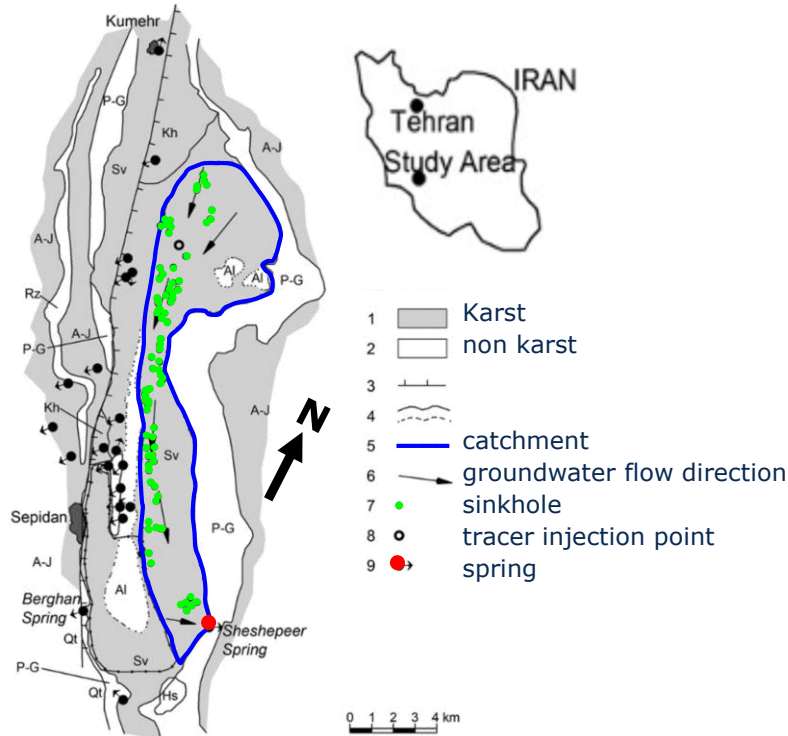 Kumehr
P-G
Kh
A-J
Sv
A-J
Al
Al
P-G
Rz
A-J
P-G
Kh
A-J
Sv
Sepidan
P-G
A-J
Al
Berghan
Spring
Qt
Sheshepeer
Spring
Sv
P-G
Qt
Hs
N
IRAN
Tehran
Study Area
1 Karst
2 non karst
3
4
5 catchment
6 groundwater flow direction
7 sinkhole
8 tracer injection point
9 spring
0 1 2 3 4 km